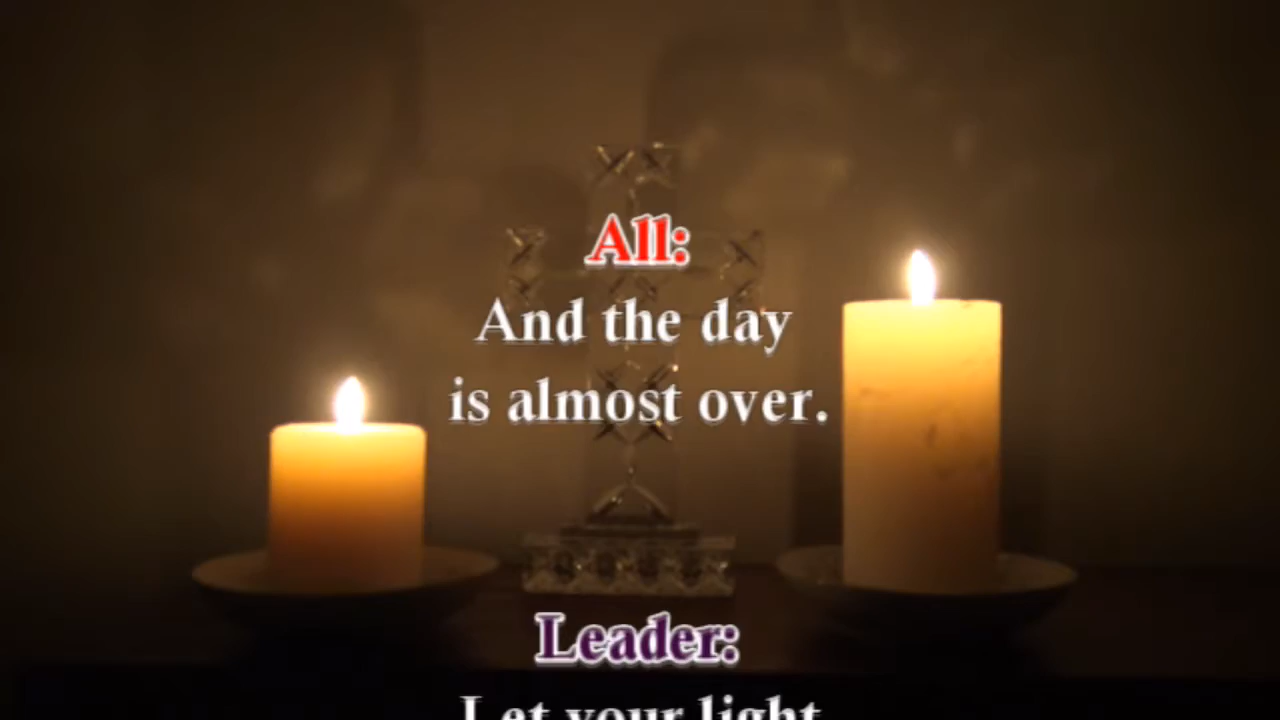 All:
And the day
is almost over.
Leader:
Let your light